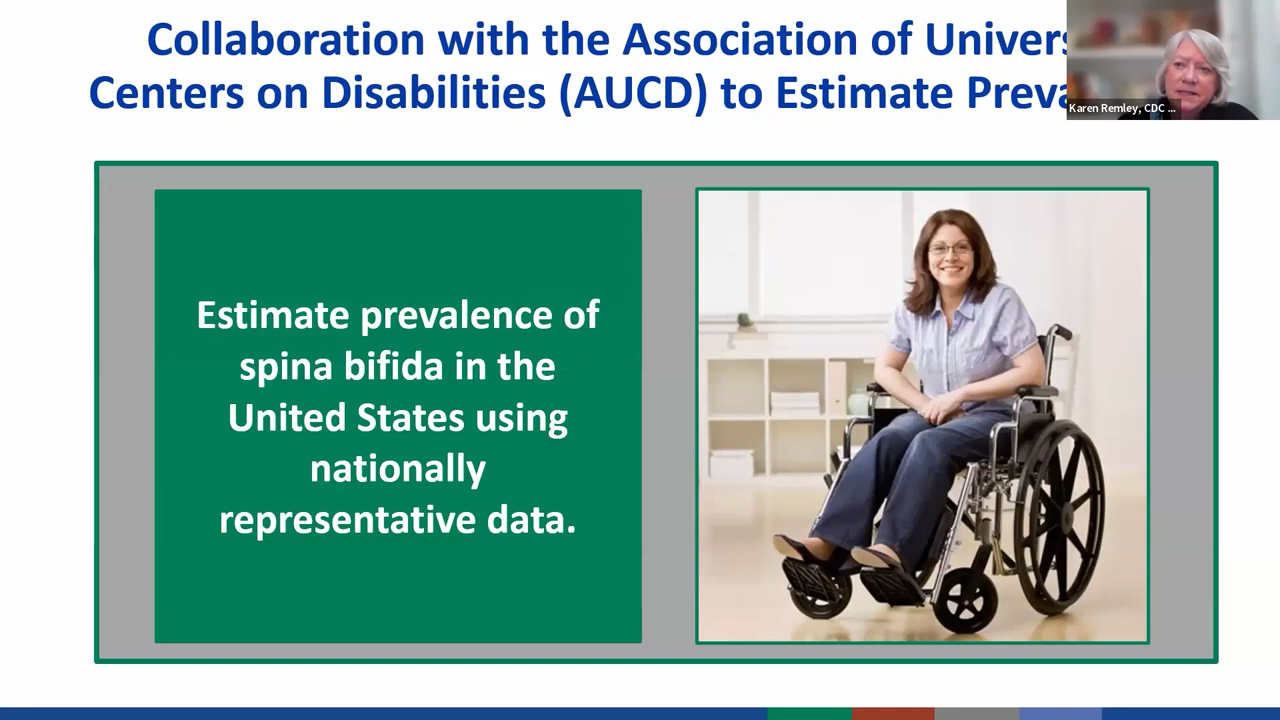 Collaboration with the Association of Univers
Centers on Disabilities (AUCD) to Estimate Preva
Karen Remley, CDC ...
Estimate prevalence of
spina bifida in the
United States using
nationally
representative data.